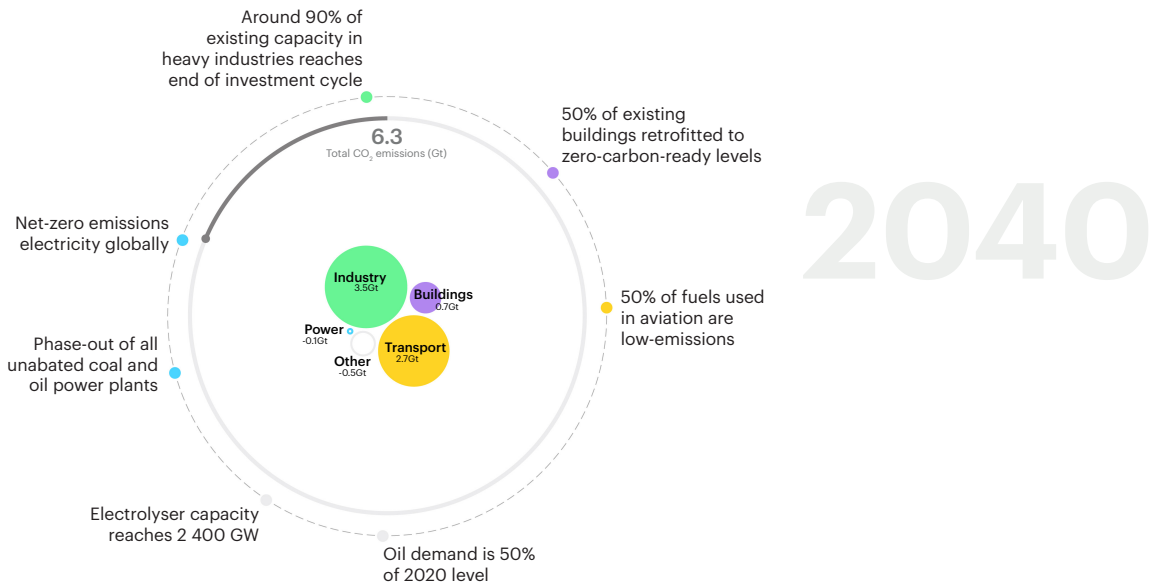 Around 90% of
existing capacity in
heavy industries reaches
end of investment cycle
50% of existing
buildings retrofitted to
zero-carbon-ready levels
6.3
Total CO₂ emissions (Gt)
2040
Net-zero emissions
electricity globally
Industry
3.5Gt
Buildings
0.7Gt
50% of fuels used
in aviation are
low-emissions
Power
-0.1Gt
Other
-0.5Gt
Transport
2.7Gt
Phase-out of all
unabated coal and
oil power plants
Electrolyser capacity
reaches 2 400 GW
Oil demand is 50%
of 2020 level